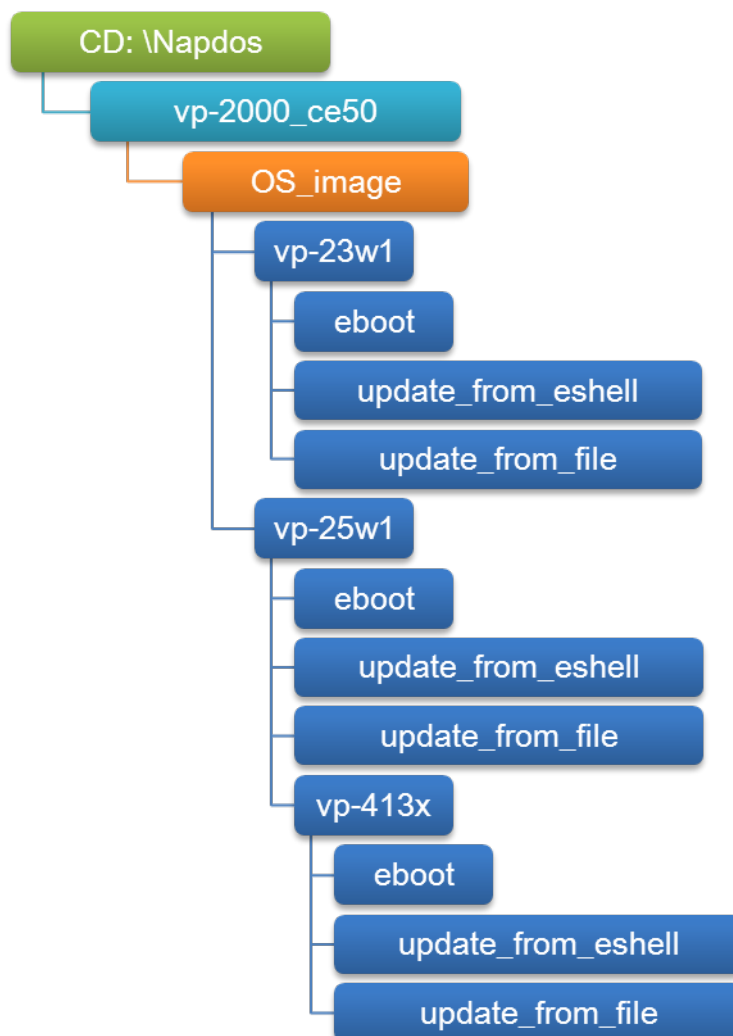 CD: \Napdos
vp-2000_ce50
OS_image
vp-23w1
eboot
update_from_eshell
update_from_file
vp-25w1
eboot
update_from_eshell
update_from_file
vp-413x
eboot
update_from_eshell
update_from_file